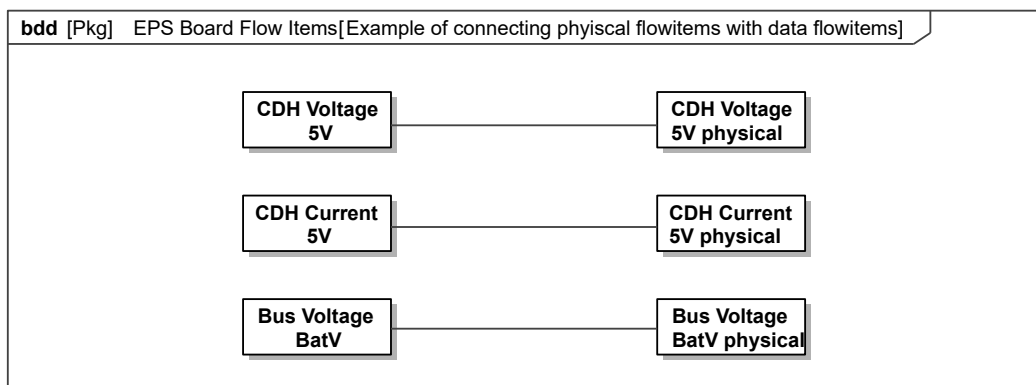 bdd [Pkg] EPS Board Flow Items[Example of connecting phyiscal flowitems with data flowitems]
CDH Voltage
5V
CDH Voltage
5V physical
CDH Current
5V
CDH Current
5V physical
Bus Voltage
BatV
Bus Voltage
BatV physical